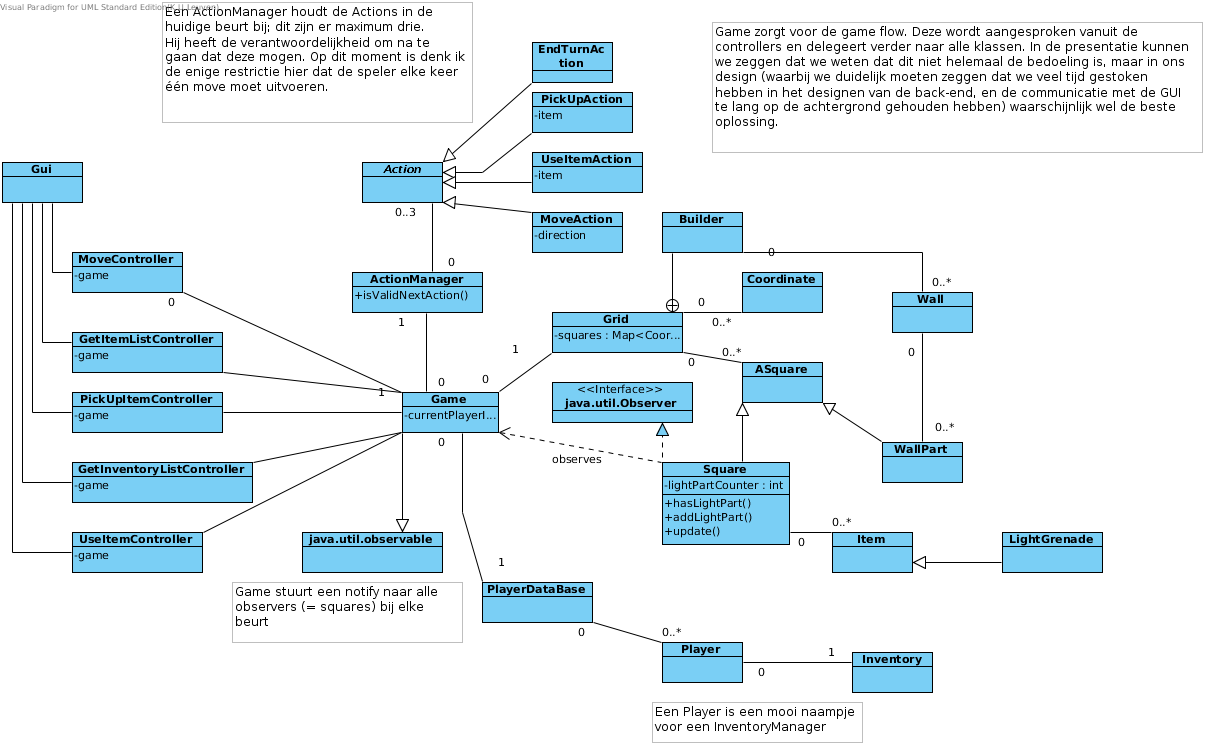 Visual Paradigm for UML Standard Edition(K.U.Leuven)
Een ActionManager houdt de Actions in de
huidige beurt bij; dit zijn er maximum drie.
Hij heeft de verantwoordelijkheid om na te
gaan dat deze mogen. Op dit moment is denk ik
de enige restrictie hier dat de speler elke keer
één move moet uitvoeren.
Game zorgt voor de game flow. Deze wordt aangesproken vanuit de
controllers en delegeert verder naar alle klassen. In de presentatie kunnen
we zeggen dat we weten dat dit niet helemaal de bedoeling is, maar in ons
design (waarbij we duidelijk moeten zeggen dat we veel tijd gestoken
hebben in het designen van de back-end, en de communicatie met de GUI
te lang op de achtergrond gehouden hebben) waarschijnlijk wel de beste
oplossing.
EndTurnAc
tion
PickUpAction
-item
UseItemAction
-item
MoveAction
-direction
Gui
Action
0..3
0
ActionManager
+isValidNextAction()
1
0
Builder
0
0..*
Coordinate
0
0..*
Wall
0
0..*
Grid
-squares : Map<Coor...
1
0
0
0..*
ASquare
WallPart
MoveController
-game
0
GetItemListController
-game
PickUpItemController
-game
GetInventoryListController
-game
UseItemController
-game
1
Game
-currentPlayerI...
0
<<Interface>>
java.util.Observer
observes
Square
-lightPartCounter : int
+hasLightPart()
+addLightPart()
+update()
0
0..*
Item
LightGrenade
java.util.observable
Game stuurt een notify naar alle
observers (= squares) bij elke
beurt
1
PlayerDataBase
0
0..*
Player
0
1
Inventory
Een Player is een mooi naampje
voor een InventoryManager